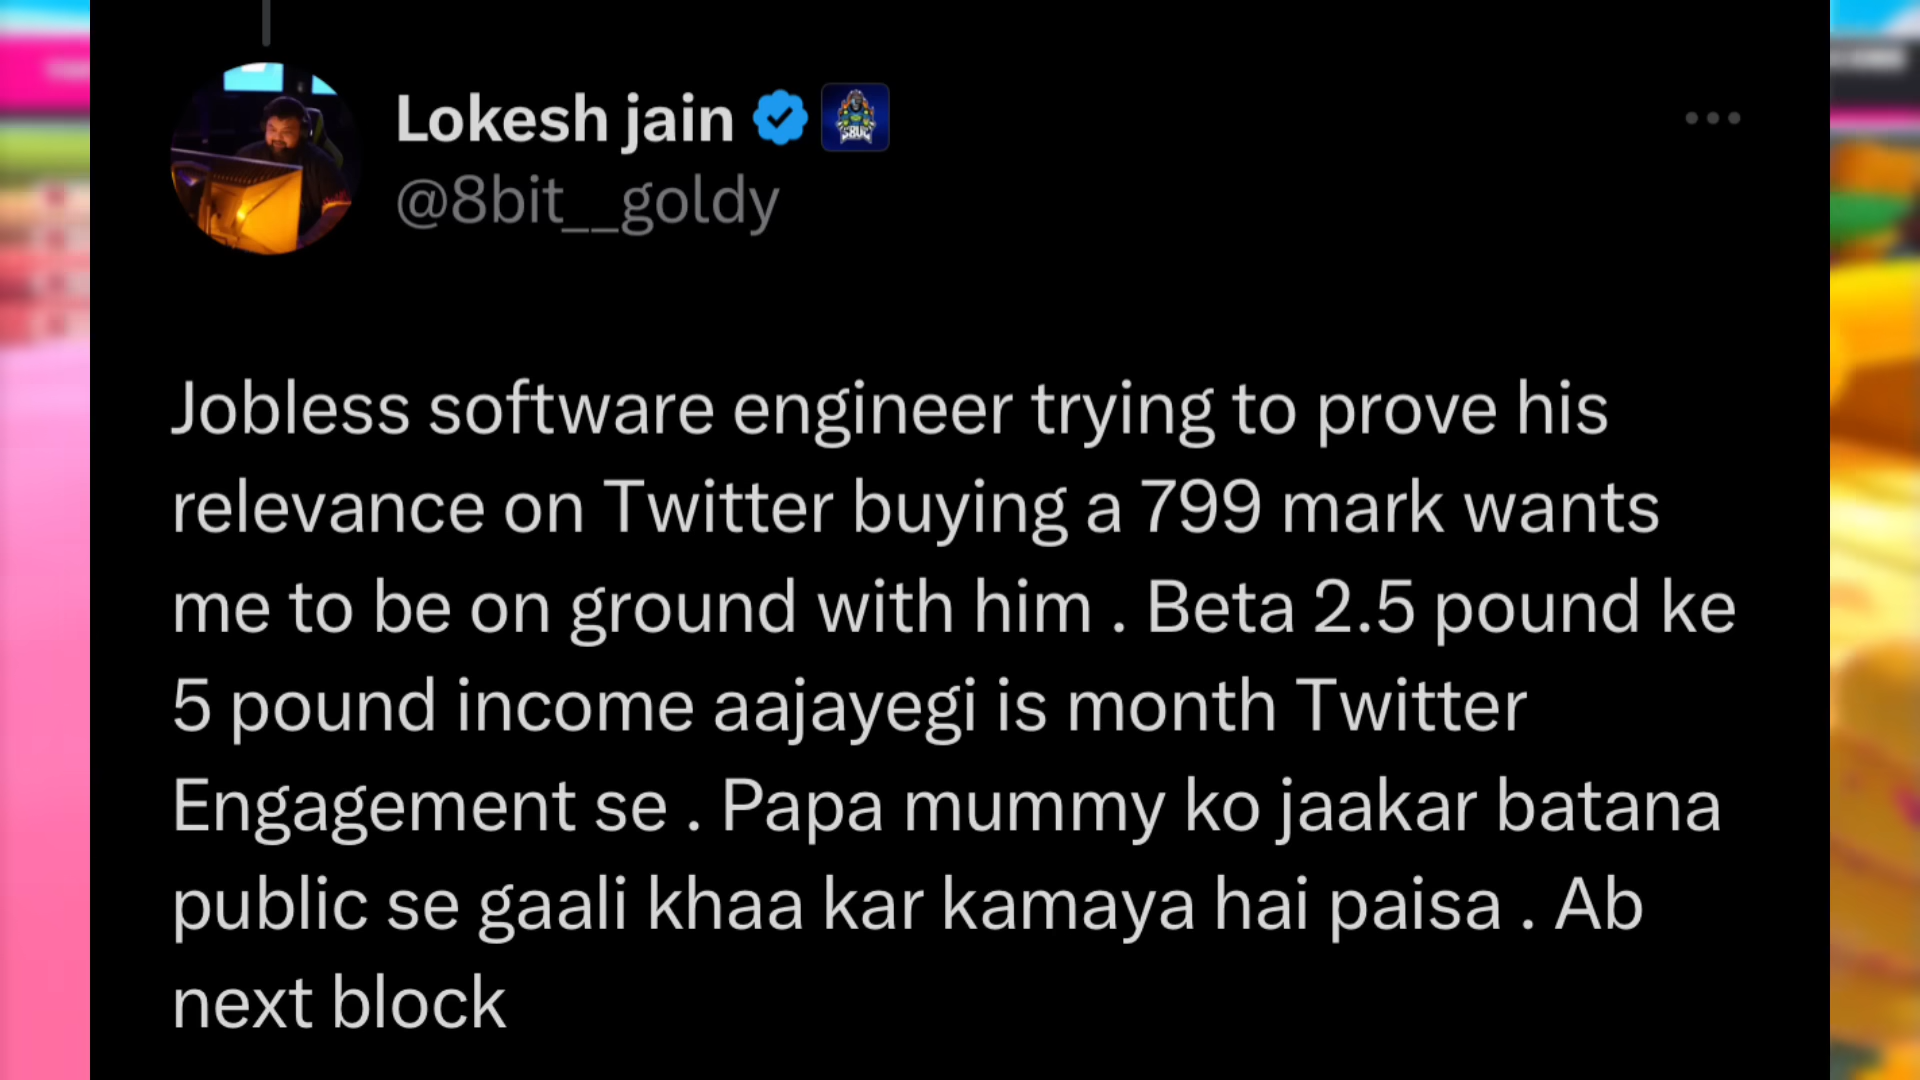 Lokesh jain
@8bit__goldy
Jobless software engineer trying to prove his
relevance on Twitter buying a 799 mark wants
me to be on ground with him . Beta 2.5 pound ke
5 pound income aajayegi is month Twitter
Engagement se . Papa mummy ko jaakar batana
public se gaali khaa kar kamaya hai paisa . Ab
next block